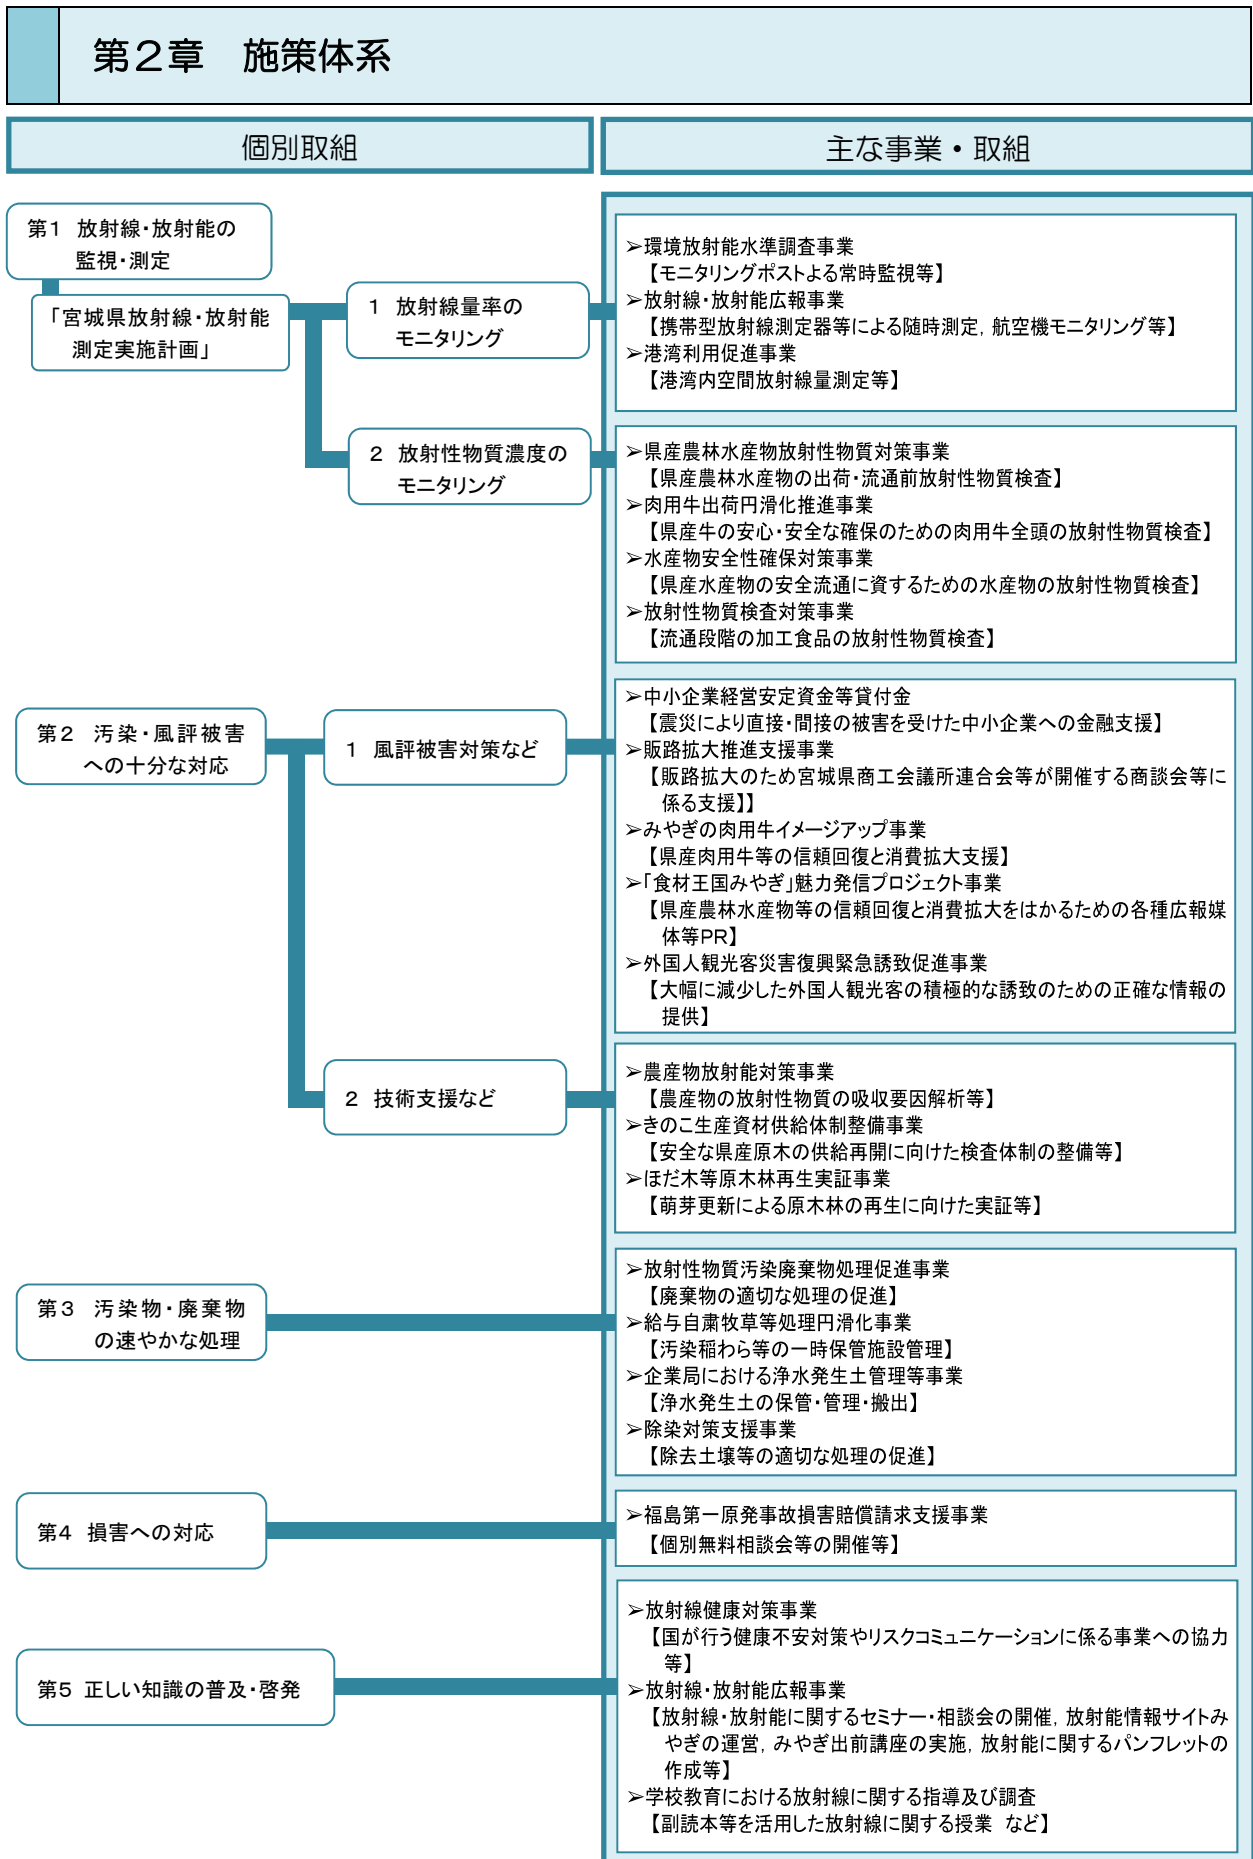 第２章　施策体系
個別取組
主な事業・取組
第1　放射線・放射能の
監視・測定
「宮城県放射線・放射能
測定実施計画」
1　放射線量率の
モニタリング
➢環境放射能水準調査事業
【モニタリングポストよる常時監視等】
➢放射線・放射能広報事業
【携帯型放射線測定器等による随時測定，航空機モニタリング等】
➢港湾利用促進事業
【港湾内空間放射線量測定等】
2　放射性物質濃度の
モニタリング
➢県産農林水産物放射性物質対策事業
【県産農林水産物の出荷・流通前放射性物質検査】
➢肉用牛出荷円滑化推進事業
【県産牛の安心・安全な確保のための肉用牛全頭の放射性物質検査】
➢水産物安全性確保対策事業
【県産水産物の安全流通に資するための水産物の放射性物質検査】
➢放射性物質検査対策事業
【流通段階の加工食品の放射性物質検査】
第2　汚染・風評被害
への十分な対応
1　風評被害対策など
➢中小企業経営安定資金等貸付金
【震災により直接・間接の被害を受けた中小企業への金融支援】
➢販路拡大推進支援事業
【販路拡大のため宮城県商工会議所連合会等が開催する商談会等に
係る支援】】
➢みやぎの肉用牛イメージアップ事業
【県産肉用牛等の信頼回復と消費拡大支援】
➢「食材王国みやぎ」魅力発信プロジェクト事業
【県産農林水産物等の信頼回復と消費拡大をはかるための各種広報媒
体等PR】
➢外国人観光客災害復興緊急誘致促進事業
【大幅に減少した外国人観光客の積極的な誘致のための正確な情報の
提供】
2　技術支援など
➢農産物放射能対策事業
【農産物の放射性物質の吸収要因解析等】
➢きのこ生産資材供給体制整備事業
【安全な県産原木の供給再開に向けた検査体制の整備等】
➢ほだ木等原木林再生実証事業
【萌芽更新による原木林の再生に向けた実証等】
第3　汚染物・廃棄物
の速やかな処理
➢放射性物質汚染廃棄物処理促進事業
【廃棄物の適切な処理の促進】
➢給与自粛牧草等処理円滑化事業
【汚染稲わら等の一時保管施設管理】
➢企業局における浄水発生土管理等事業
【浄水発生土の保管・管理・搬出】
➢除染対策支援事業
【除去土壌等の適切な処理の促進】
第4　損害への対応
➢福島第一原発事故損害賠償請求支援事業
【個別無料相談会等の開催等】
第5　正しい知識の普及・啓発
➢放射線健康対策事業
【国が行う健康不安対策やリスクコミュニケーションに係る事業への協力
等】
➢放射線・放射能広報事業
【放射線・放射能に関するセミナー・相談会の開催，放射能情報サイトみ
やぎの運営，みやぎ出前講座の実施，放射能に関するパンフレットの
作成等】
➢学校教育における放射線に関する指導及び調査
【副読本等を活用した放射線に関する授業　など】